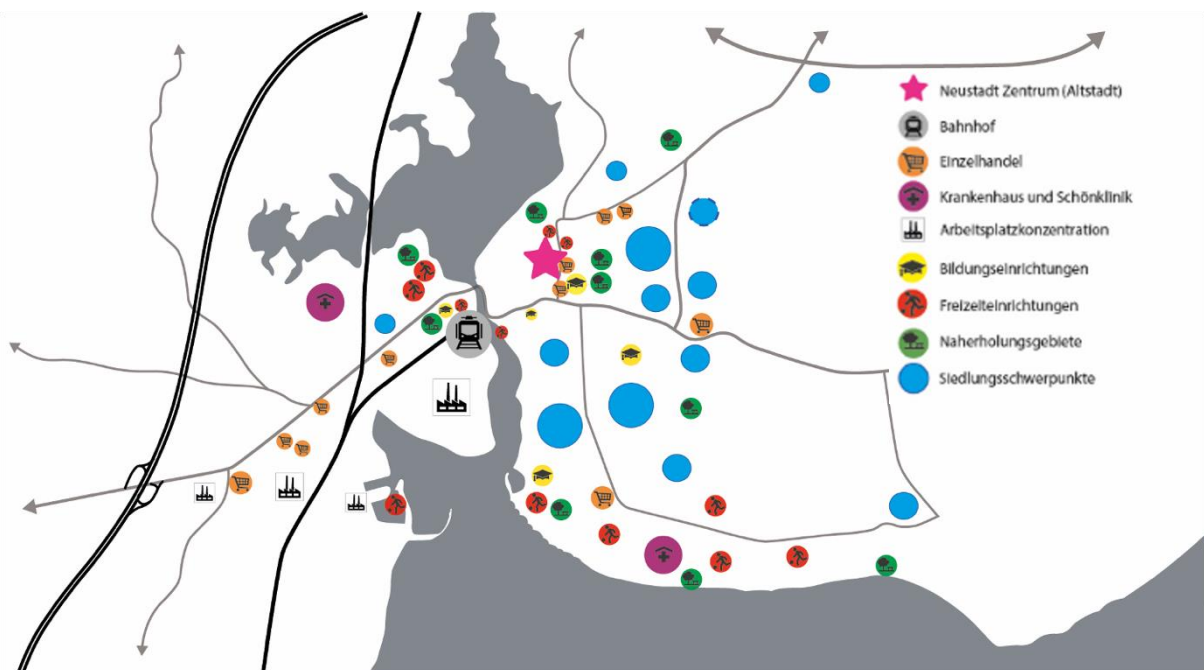 Neustadt Zentrum (Altstadt)
Bahnhof
Einzelhandel
Krankenhaus und Schönklinik
Arbeitsplatzkonzentration
Bildungseinrichtungen
Freizeiteinrichtungen
Naherholungsgebiete
Siedlungsschwerpunkte